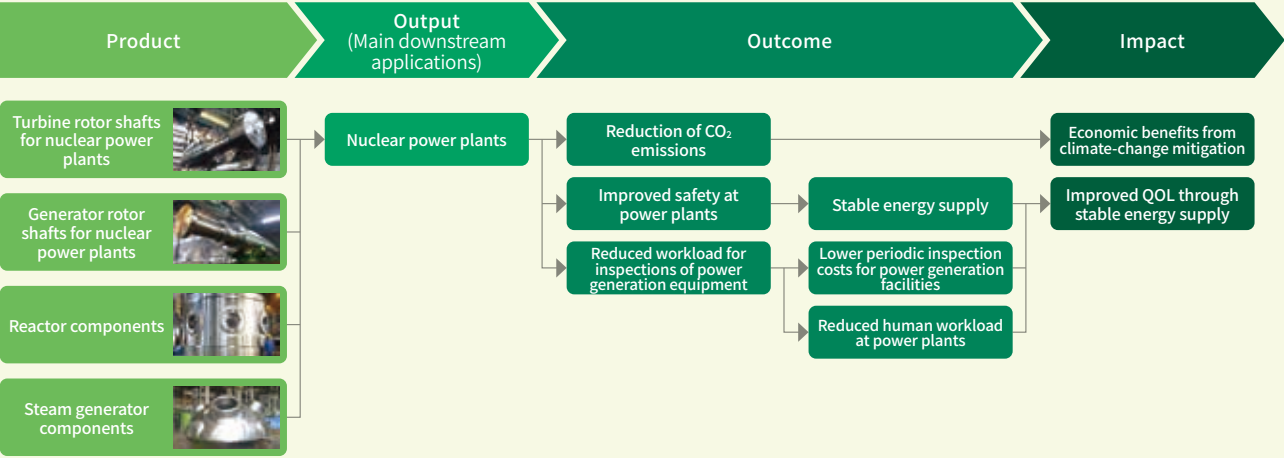 Product
Output
(Main downstream
applications)
Outcome
Impact
Turbine rotor shafts
for nuclear power
plants
Generator rotor
shafts for nuclear
power plants
Reactor components
Steam generator
components
Nuclear power plants
Reduction of CO₂
emissions
Improved safety at
power plants
Reduced workload for
inspections of power
generation equipment
Stable energy supply
Lower periodic inspection
costs for power generation
facilities
Reduced human workload
at power plants
Economic benefits from
climate-change mitigation
Improved QOL through
stable energy supply